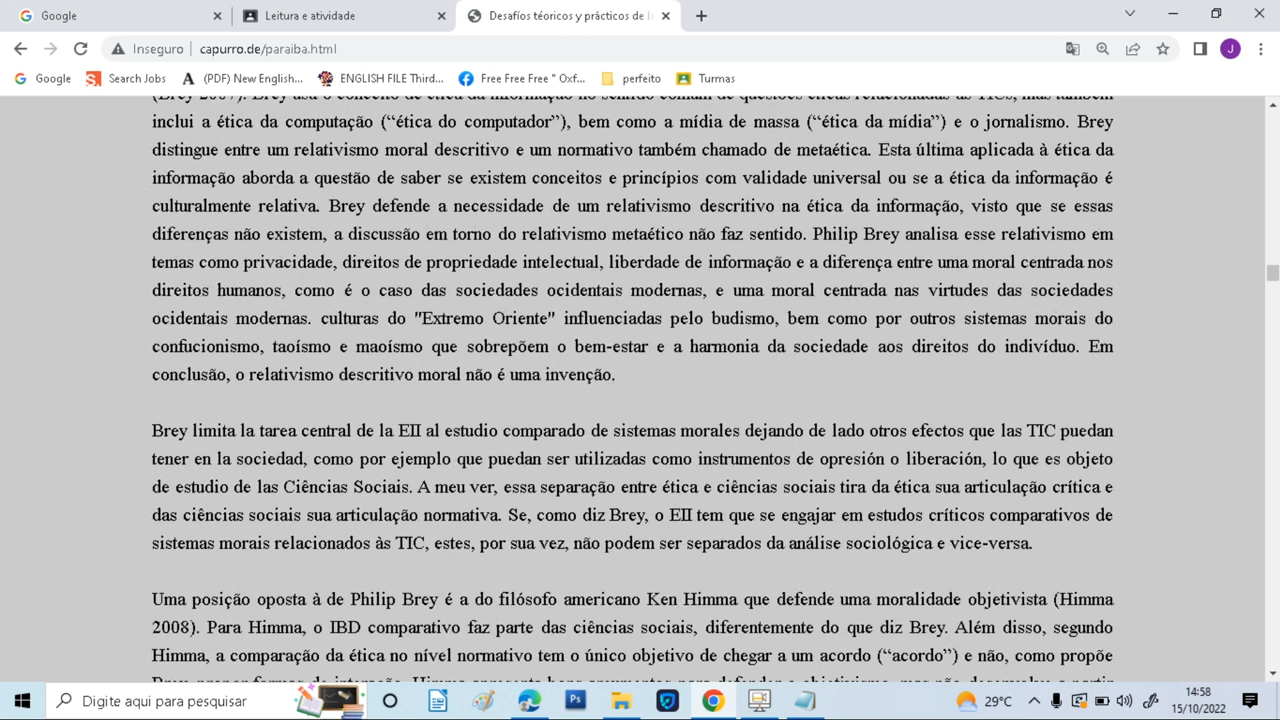 Google
Leitura e atividade
Desafíos téoricos y prácticos de l
Inseguro capurro.de/paraiba.html
J
Google Search Jobs (PDF) New English... ENGLISH FILE Third... Free Free Free " Oxf... perfeito Turmas
inclui a ética da computação (“ética do computador”), bem como a mídia de massa (“ética da mídia”) e o jornalismo. Brey
distingue entre um relativismo moral descritivo e um normativo também chamado de metaética. Esta última aplicada à ética da
informação aborda a questão de saber se existem conceitos e princípios com validade universal ou se a ética da informação é
culturalmente relativa. Brey defende a necessidade de um relativismo descritivo na ética da informação, visto que se essas
diferenças não existem, a discussão em torno do relativismo metaético não faz sentido. Philip Brey analisa esse relativismo em
temas como privacidade, direitos de propriedade intelectual, liberdade de informação e a diferença entre uma moral centrada nos
direitos humanos, como é o caso das sociedades ocidentais modernas, e uma moral centrada nas virtudes das sociedades
ocidentais modernas. culturas do "Extremo Oriente" influenciadas pelo budismo, bem como por outros sistemas morais do
confucionismo, taoísmo e maoísmo que sobrepõem o bem-estar e a harmonia da sociedade aos direitos do indivíduo. Em
conclusão, o relativismo descritivo moral não é uma invenção.
Brey limita la tarea central de la EII al estudio comparado de sistemas morales dejando de lado otros efectos que las TIC puedan
tener en la sociedad, como por ejemplo que puedan ser utilizadas como instrumentos de opresión o liberación, lo que es objeto
de estudio de las Ciências Sociais. A meu ver, essa separação entre ética e ciências sociais tira da ética sua articulação crítica e
das ciências sociais sua articulação normativa. Se, como diz Brey, o EII tem que se engajar em estudos críticos comparativos de
sistemas morais relacionados às TIC, estes, por sua vez, não podem ser separados da análise sociológica e vice-versa.
Uma posição oposta à de Philip Brey é a do filósofo americano Ken Himma que defende uma moralidade objetivista (Himma
2008). Para Himma, o IBD comparativo faz parte das ciências sociais, diferentemente do que diz Brey. Além disso, segundo
Himma, a comparação da ética no nível normativo tem o único objetivo de chegar a um acordo (“acordo”) e não, como propõe
Digite aqui para pesquisar
Ps
29°C
14:58
15/10/2022